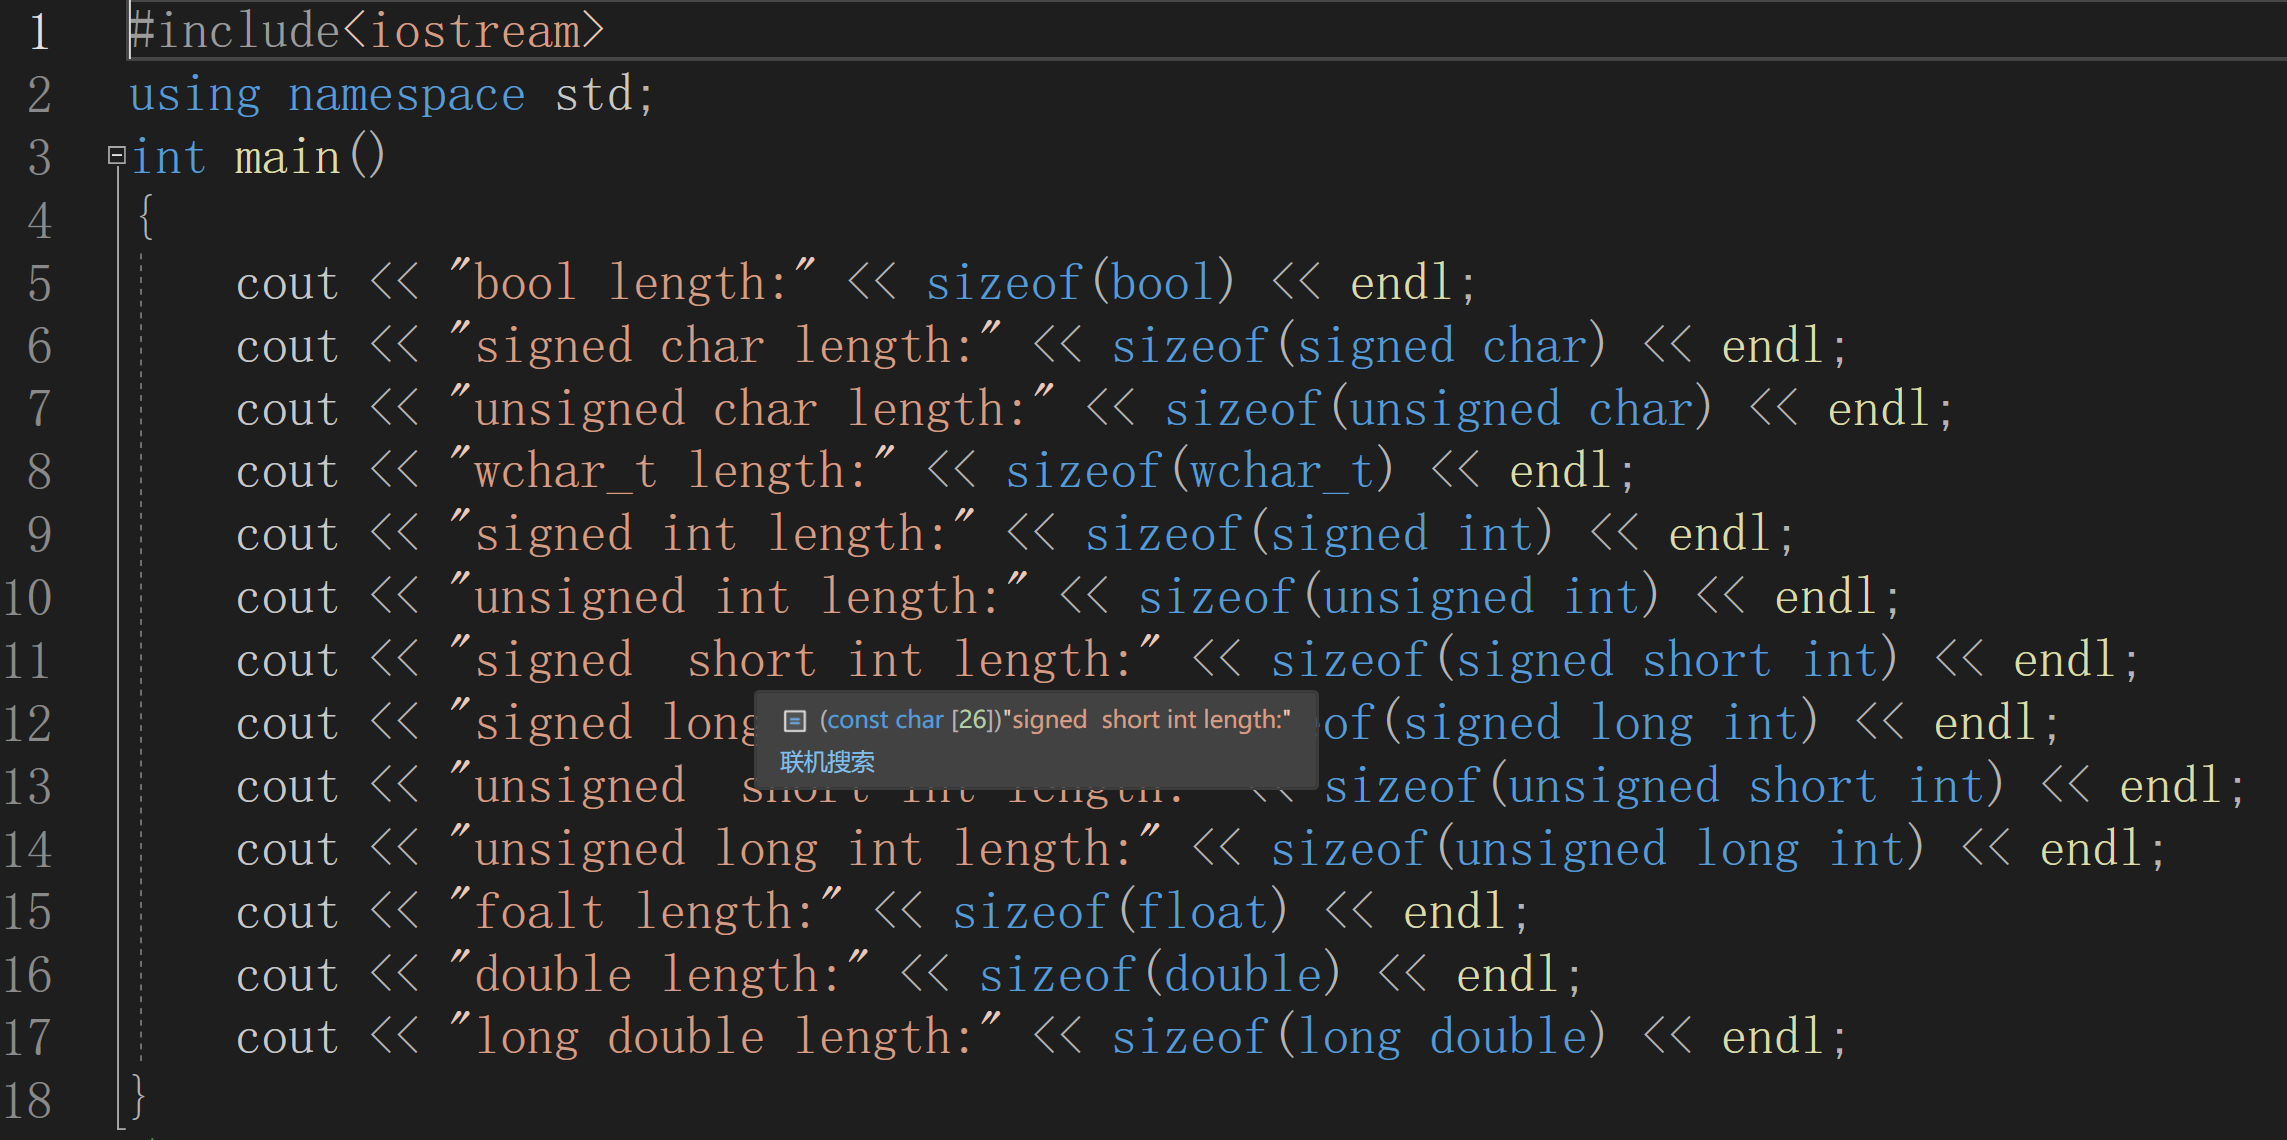 1 #include<iostream>
2 using namespace std;
3 int main()
4 {
5 cout << "bool length:" << sizeof(bool) << endl;
6 cout << "signed char length:" << sizeof(signed char) << endl;
7 cout << "unsigned char length:" << sizeof(unsigned char) << endl;
8 cout << "wchar_t length:" << sizeof(wchar_t) << endl;
9 cout << "signed int length:" << sizeof(signed int) << endl;
10 cout << "unsigned int length:" << sizeof(unsigned int) << endl;
11 cout << "signed  short int length:" << sizeof(signed short int) << endl;
(const char [26])"signed  short int length:"
联机搜索
12 cout << "signed long of(signed long int) << endl;
13 cout << "unsigned  short int length: << sizeof(unsigned short int) << endl;
14 cout << "unsigned long int length:" << sizeof(unsigned long int) << endl;
15 cout << "foalt length:" << sizeof(float) << endl;
16 cout << "double length:" << sizeof(double) << endl;
17 cout << "long double length:" << sizeof(long double) << endl;
18 }